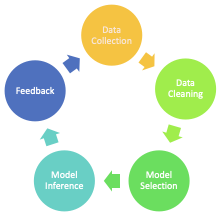 Data
Collection
Data
Cleaning
Model
Selection
Model
Inference
Feedback